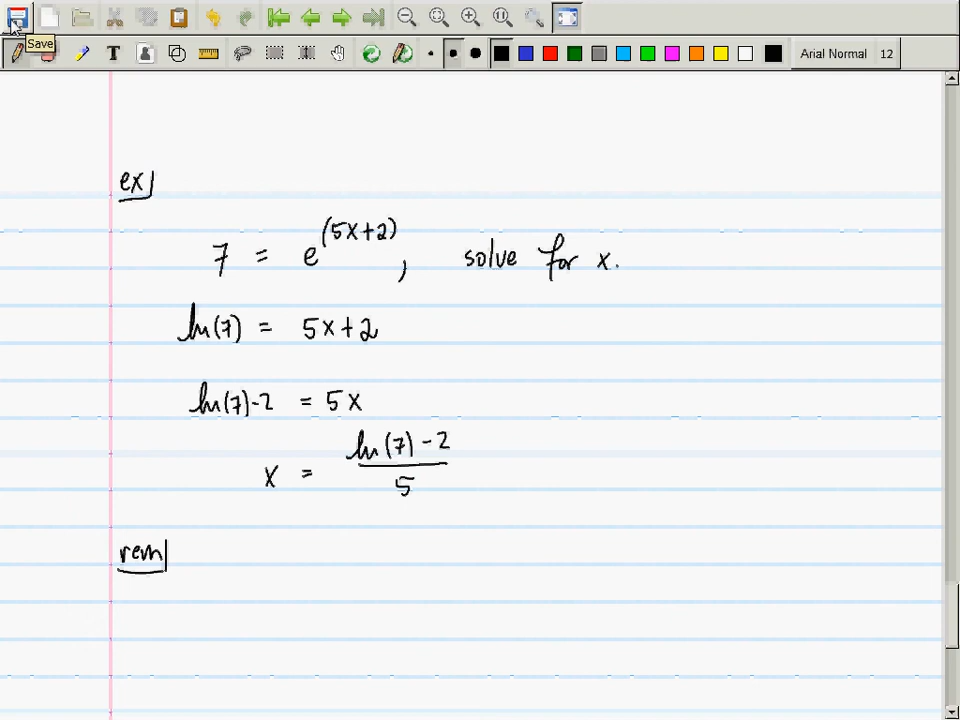 Save
T
Arial Normal 12
ex)
7 = e^(5x+2), solve for x.
ln(7) = 5x+2
ln(7)-2 = 5x
x = \frac{ln(7) - 2}{5}
rem